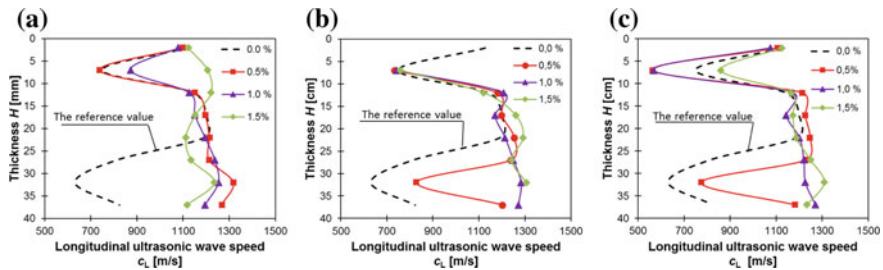 (a)
500 700 900 1100 1300 1500
0
5
10
15
20
25
30
35
40
Thickness H [mm]
0.0 %
0.5%
1.0 %
1.5%
The reference value
Longitudinal ultrasonic wave speed
cL [m/s]
(b)
0
5
10
15
20
25
30
35
40
Thickness H [cm]
0,0 %
0,5%
1,0 %
1,5%
The reference value
500 700 900 1100 1300 1500
Longitudinal ultrasonic wave speed
cL [m/s]
(c)
0
5
10
15
20
25
30
35
40
Thickness H [cm]
0,0 %
0,5%
1,0 %
1,5%
The reference value
500 700 900 1100 1300 1500
Longitudinal ultrasonic wave speed
cL [m/s]